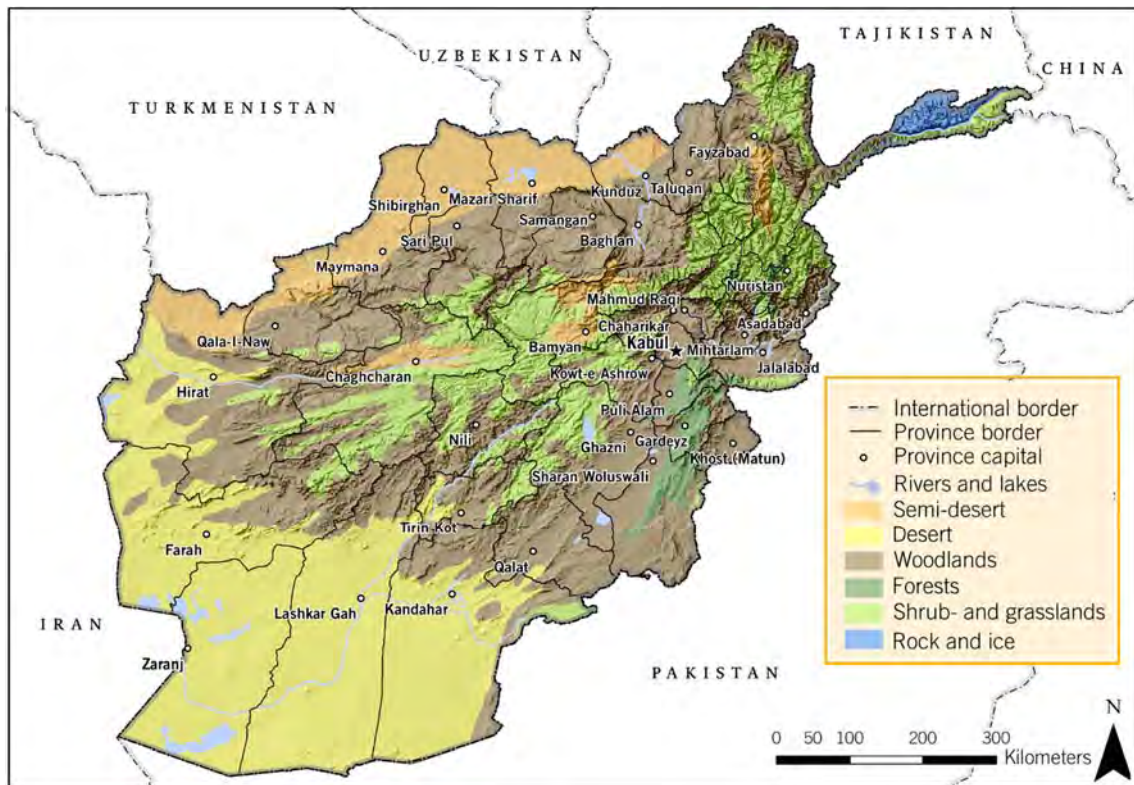 UZBEKISTAN
TAJIKISTAN
CHINA
TURKMENISTAN
Fayzabad
Kunduz
Taluqan
Shibirghan
Mazari Sharif
Samangan
Sari Pul
Baghlan
Maymana
Nuristan
Mahmud Raqi
Qala-I-Naw
Chaharikar
Asadabad
Bamyan
Kabul
Mihtarlam
Chaghcharan
Kowt-e Ashrow
Jalalabad
Hirat
Puli Alam
Nili
Ghazni
Gardeyz
Khost (Matun)
Sharan Woluswali
Tirin Kot
Farah
Qalat
Lashkar Gah
Kandahar
IRAN
Zaranj
PAKISTAN
International border
Province border
Province capital
Rivers and lakes
Semi-desert
Desert
Woodlands
Forests
Shrub- and grasslands
Rock and ice
N
0 50 100 200 300
Kilometers